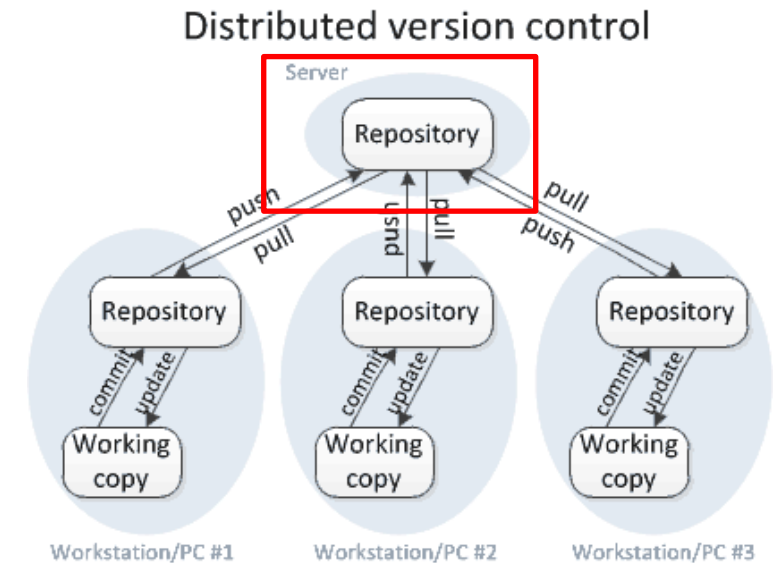 Distributed version control
Server
Repository
push
pull
push
pull
pull
push
Repository
Repository
Repository
commit
update
commit
update
commit
update
Working
copy
Working
copy
Working
copy
Workstation/PC #1
Workstation/PC #2
Workstation/PC #3